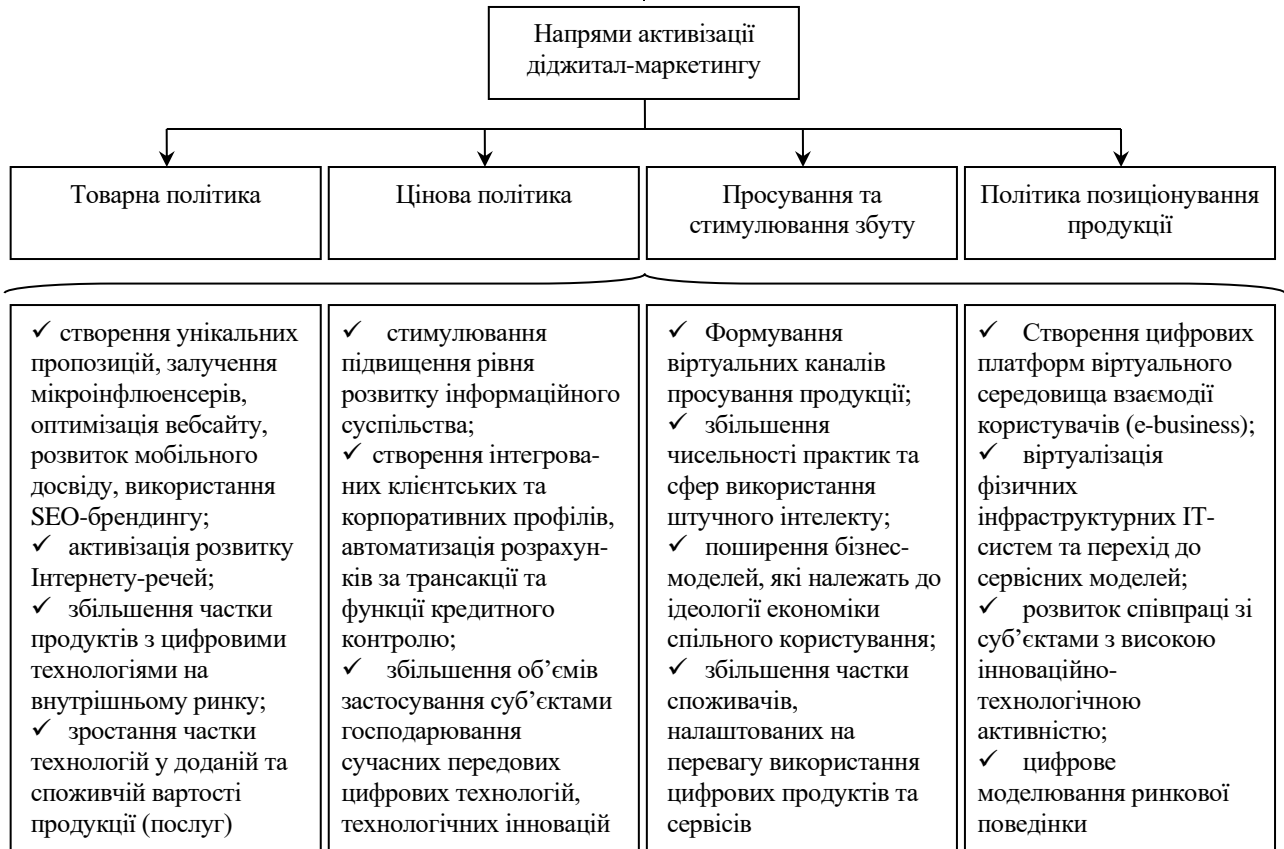 Напрями активізації
діджитал-маркетингу
Товарна політика
Цінова політика
Просування та
стимулювання збуту
Політика позиціонування
продукції
✓ створення унікальних
пропозицій, залучення
мікроінфлюенсерів,
оптимізація вебсайту,
розвиток мобільного
досвіду, використання
SEO-брендингу;
✓ активізація розвитку
Інтернету-речей;
✓ збільшення частки
продуктів з цифровими
технологіями на
внутрішньому ринку;
✓ зростання частки
технологій у доданій та
споживчій вартості
продукції (послуг)
✓ стимулювання
підвищення рівня
розвитку інформаційного
суспільства;
✓ створення інтегрова-
них клієнтських та
корпоративних профілів,
автоматизація розрахун-
ків за трансакції та
функції кредитного
контролю;
✓ збільшення об’ємів
застосування суб’єктами
господарювання
сучасних передових
цифрових технологій,
технологічних інновацій
✓ Формування
віртуальних каналів
просування продукції;
✓ збільшення
чисельності практик та
сфер використання
штучного інтелекту;
✓ поширення бізнес-
моделей, які належать до
ідеології економіки
спільного користування;
✓ збільшення частки
споживачів,
налаштованих на
перевагу використання
цифрових продуктів та
сервісів
✓ Створення цифрових
платформ віртуального
середовища взаємодії
користувачів (e-business);
✓ віртуалізація
фізичних
інфраструктурних ІТ-
систем та перехід до
сервісних моделей;
✓ розвиток співпраці зі
суб’єктами з високою
інноваційно-
технологічною
активністю;
✓ цифрове
моделювання ринкової
поведінки